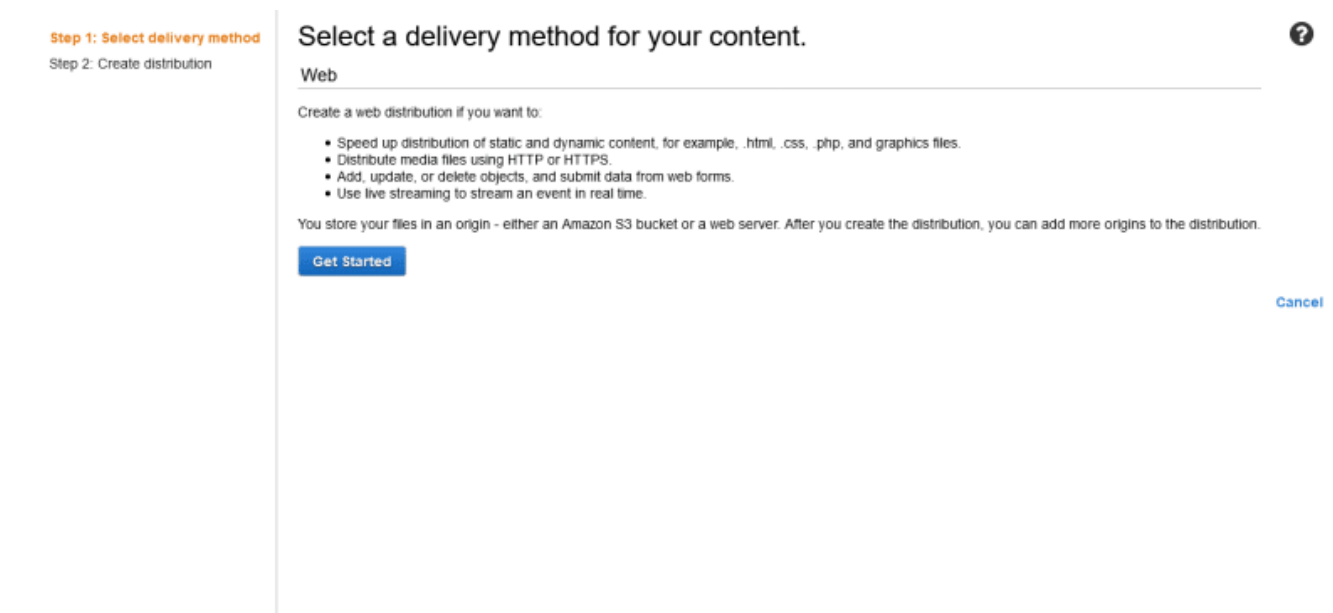 Step 1: Select delivery method
Step 2: Create distribution
Select a delivery method for your content.
?
Web
Create a web distribution if you want to:
• Speed up distribution of static and dynamic content, for example, .html, .css, .php, and graphics files.
• Distribute media files using HTTP or HTTPS.
• Add, update, or delete objects, and submit data from web forms.
• Use live streaming to stream an event in real time.
You store your files in an origin - either an Amazon S3 bucket or a web server. After you create the distribution, you can add more origins to the distribution.
Get Started
Cancel